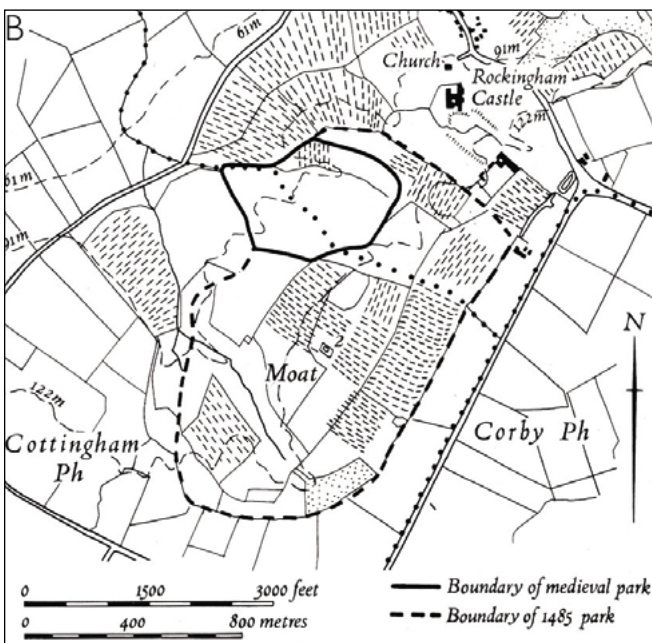 B
61m
91m
Church
Rockingham
Castle
122m
61m
91m
N
2
Moat
122m
Cottingham
Ph
Corby Ph
0 1500 3000 feet
0 400 800 metres
Boundary of medieval park
Boundary of 1485 park